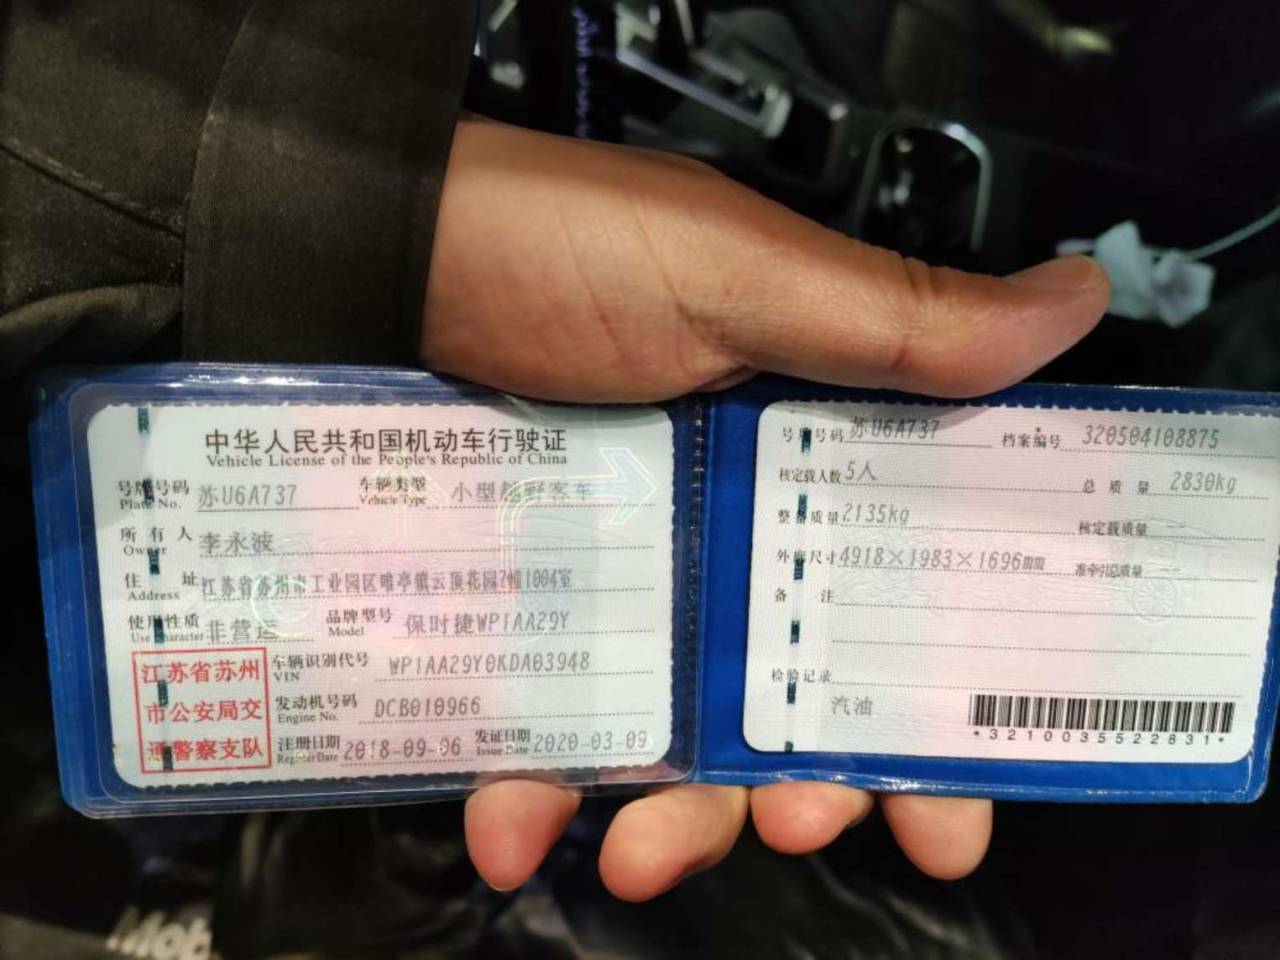 中华人民共和国机动车行驶证
Vehicle License of the People's Republic of China
号牌号码 苏U6A737 车辆类型 小型越野客车
Plate No. Vehicle Type
所有人 李永波
Owner
住址 江苏省苏州市工业园区唯亭镇云顶花园7幢1004室
Address
使用性质 非营运 品牌型号 保时捷WP1AA29Y
Use Character Model
江苏省苏州
市公安局交
通警察支队
车辆识别代号 WP1AA29Y0KDA03948
VIN
发动机号码 DCB010966
Engine No.
注册日期 2018-09-06 发证日期 2020-03-09
Register Date Issue Date
号牌号码 苏U6A737 档案编号 320504108875
核定载人数 5人 总质量 2830kg
整备质量 2135kg 核定载质量 --
外廓尺寸 4918×1983×1696mm 准牵引总质量 --
备注
检验记录
汽油
*3210035522831*
Mob